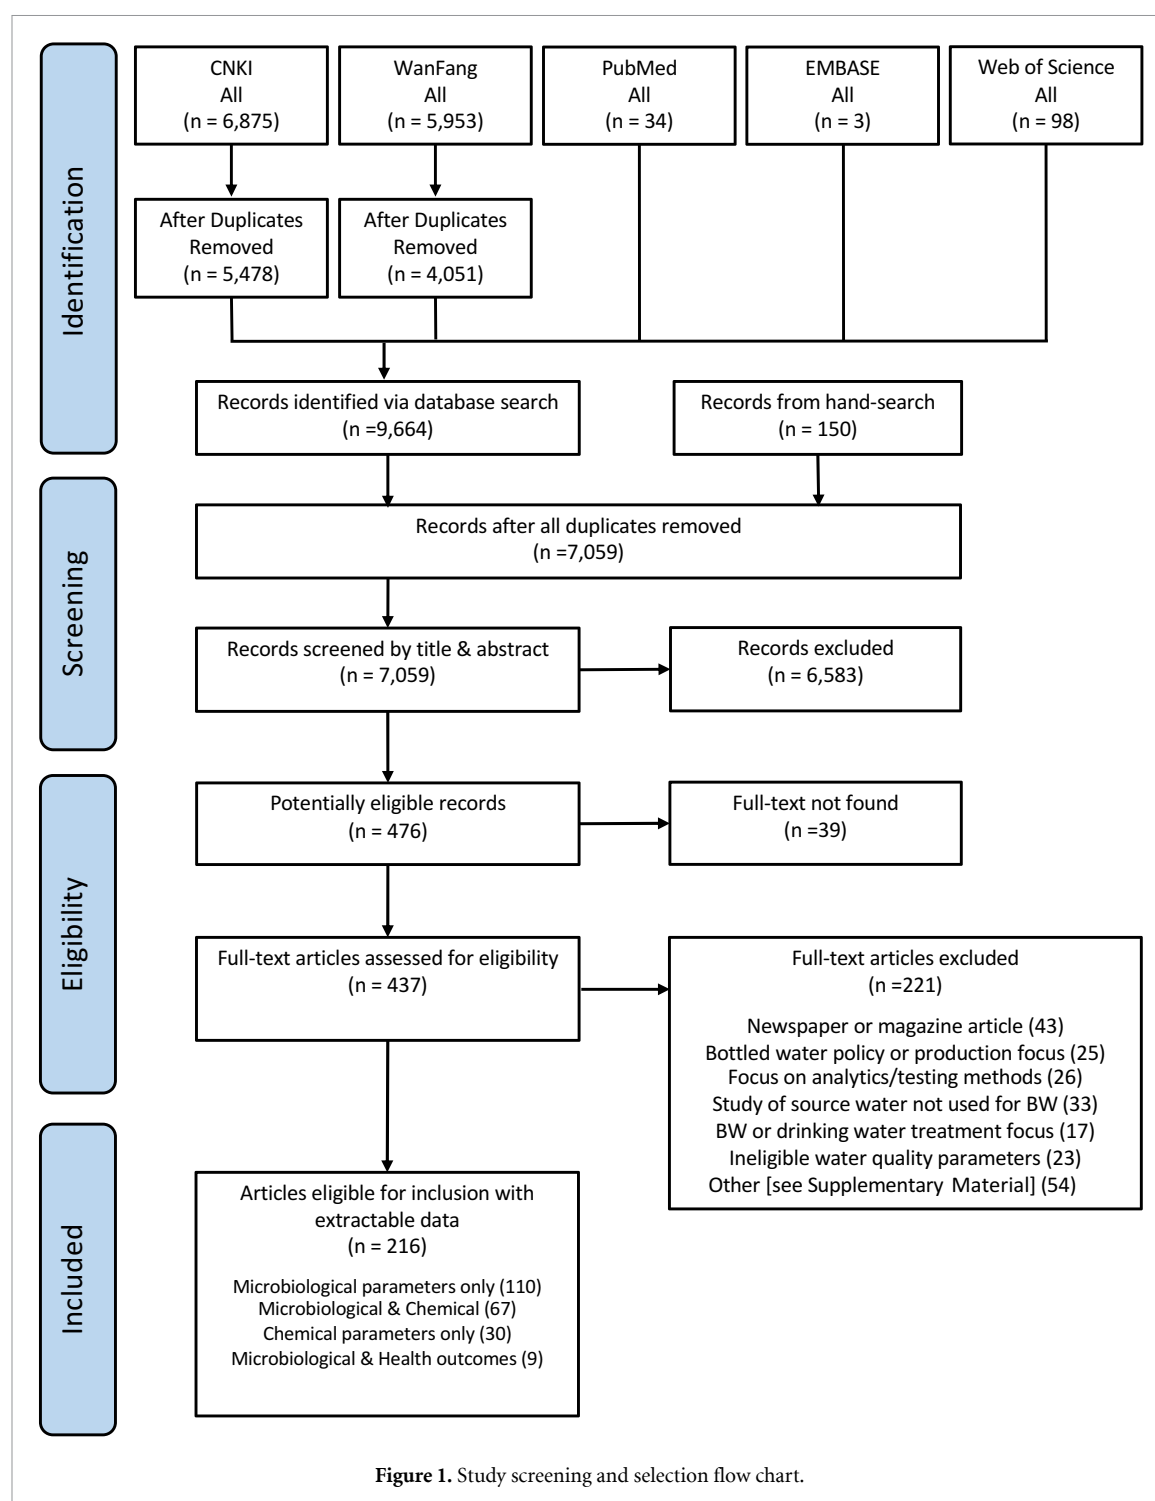 Identification
CNKI
All
(n = 6,875)
WanFang
All
(n = 5,953)
PubMed
All
(n = 34)
EMBASE
All
(n = 3)
Web of Science
All
(n = 98)
After Duplicates
Removed
(n = 5,478)
After Duplicates
Removed
(n = 4,051)
Records identified via database search
(n =9,664)
Records from hand-search
(n = 150)
Screening
Records after all duplicates removed
(n =7,059)
Records screened by title & abstract
(n = 7,059)
Records excluded
(n = 6,583)
Eligibility
Potentially eligible records
(n = 476)
Full-text not found
(n =39)
Full-text articles assessed for eligibility
(n = 437)
Full-text articles excluded
(n =221)
Newspaper or magazine article (43)
Bottled water policy or production focus (25)
Focus on analytics/testing methods (26)
Study of source water not used for BW (33)
BW or drinking water treatment focus (17)
Ineligible water quality parameters (23)
Other [see Supplementary Material] (54)
Included
Articles eligible for inclusion with
extractable data
(n = 216)
Microbiological parameters only (110)
Microbiological & Chemical (67)
Chemical parameters only (30)
Microbiological & Health outcomes (9)
Figure 1. Study screening and selection flow chart.